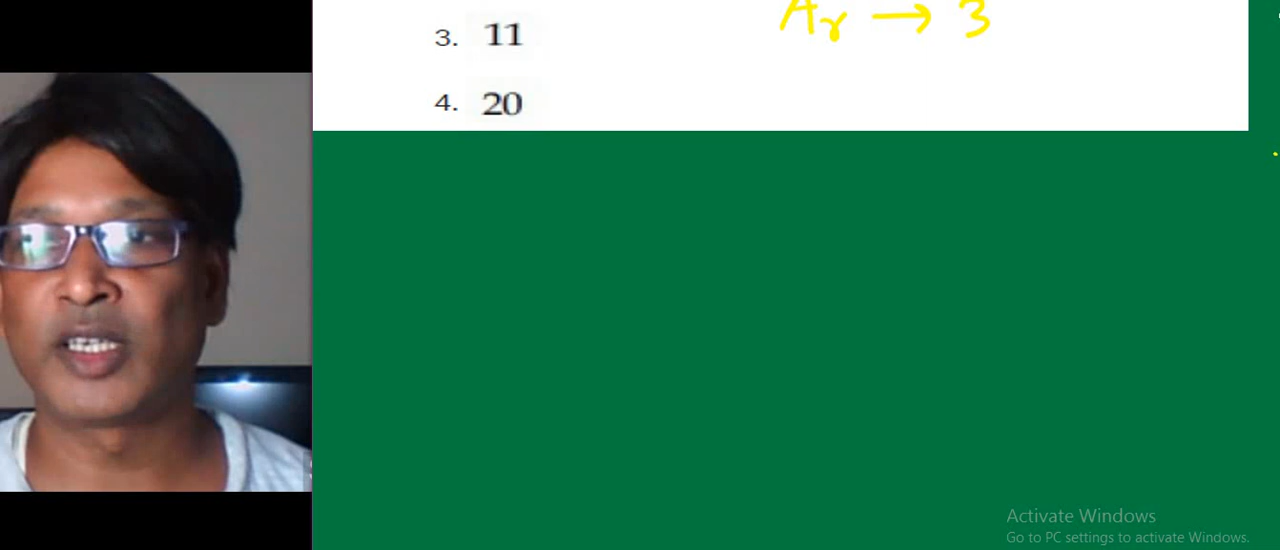 Ar → 3
3. 11
4. 20
Activate Windows
Go to PC settings to activate Windows.